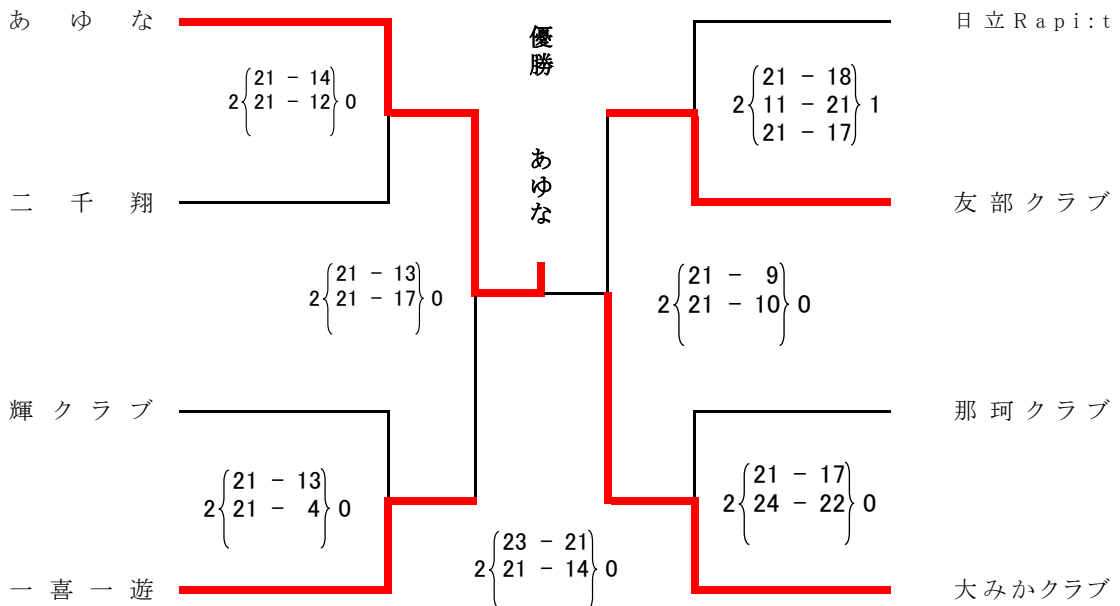 あゆな
日立Rapi:t
優勝 あゆな
21 - 14
2 21 - 12 0
21 - 18
2 11 - 21 1
21 - 17
二千翔
友部クラブ
21 - 13
2 21 - 17 0
21 - 9
2 21 - 10 0
輝クラブ
那珂クラブ
21 - 13
2 21 - 4 0
21 - 17
2 24 - 22 0
23 - 21
2 21 - 14 0
一喜一遊
大みかクラブ